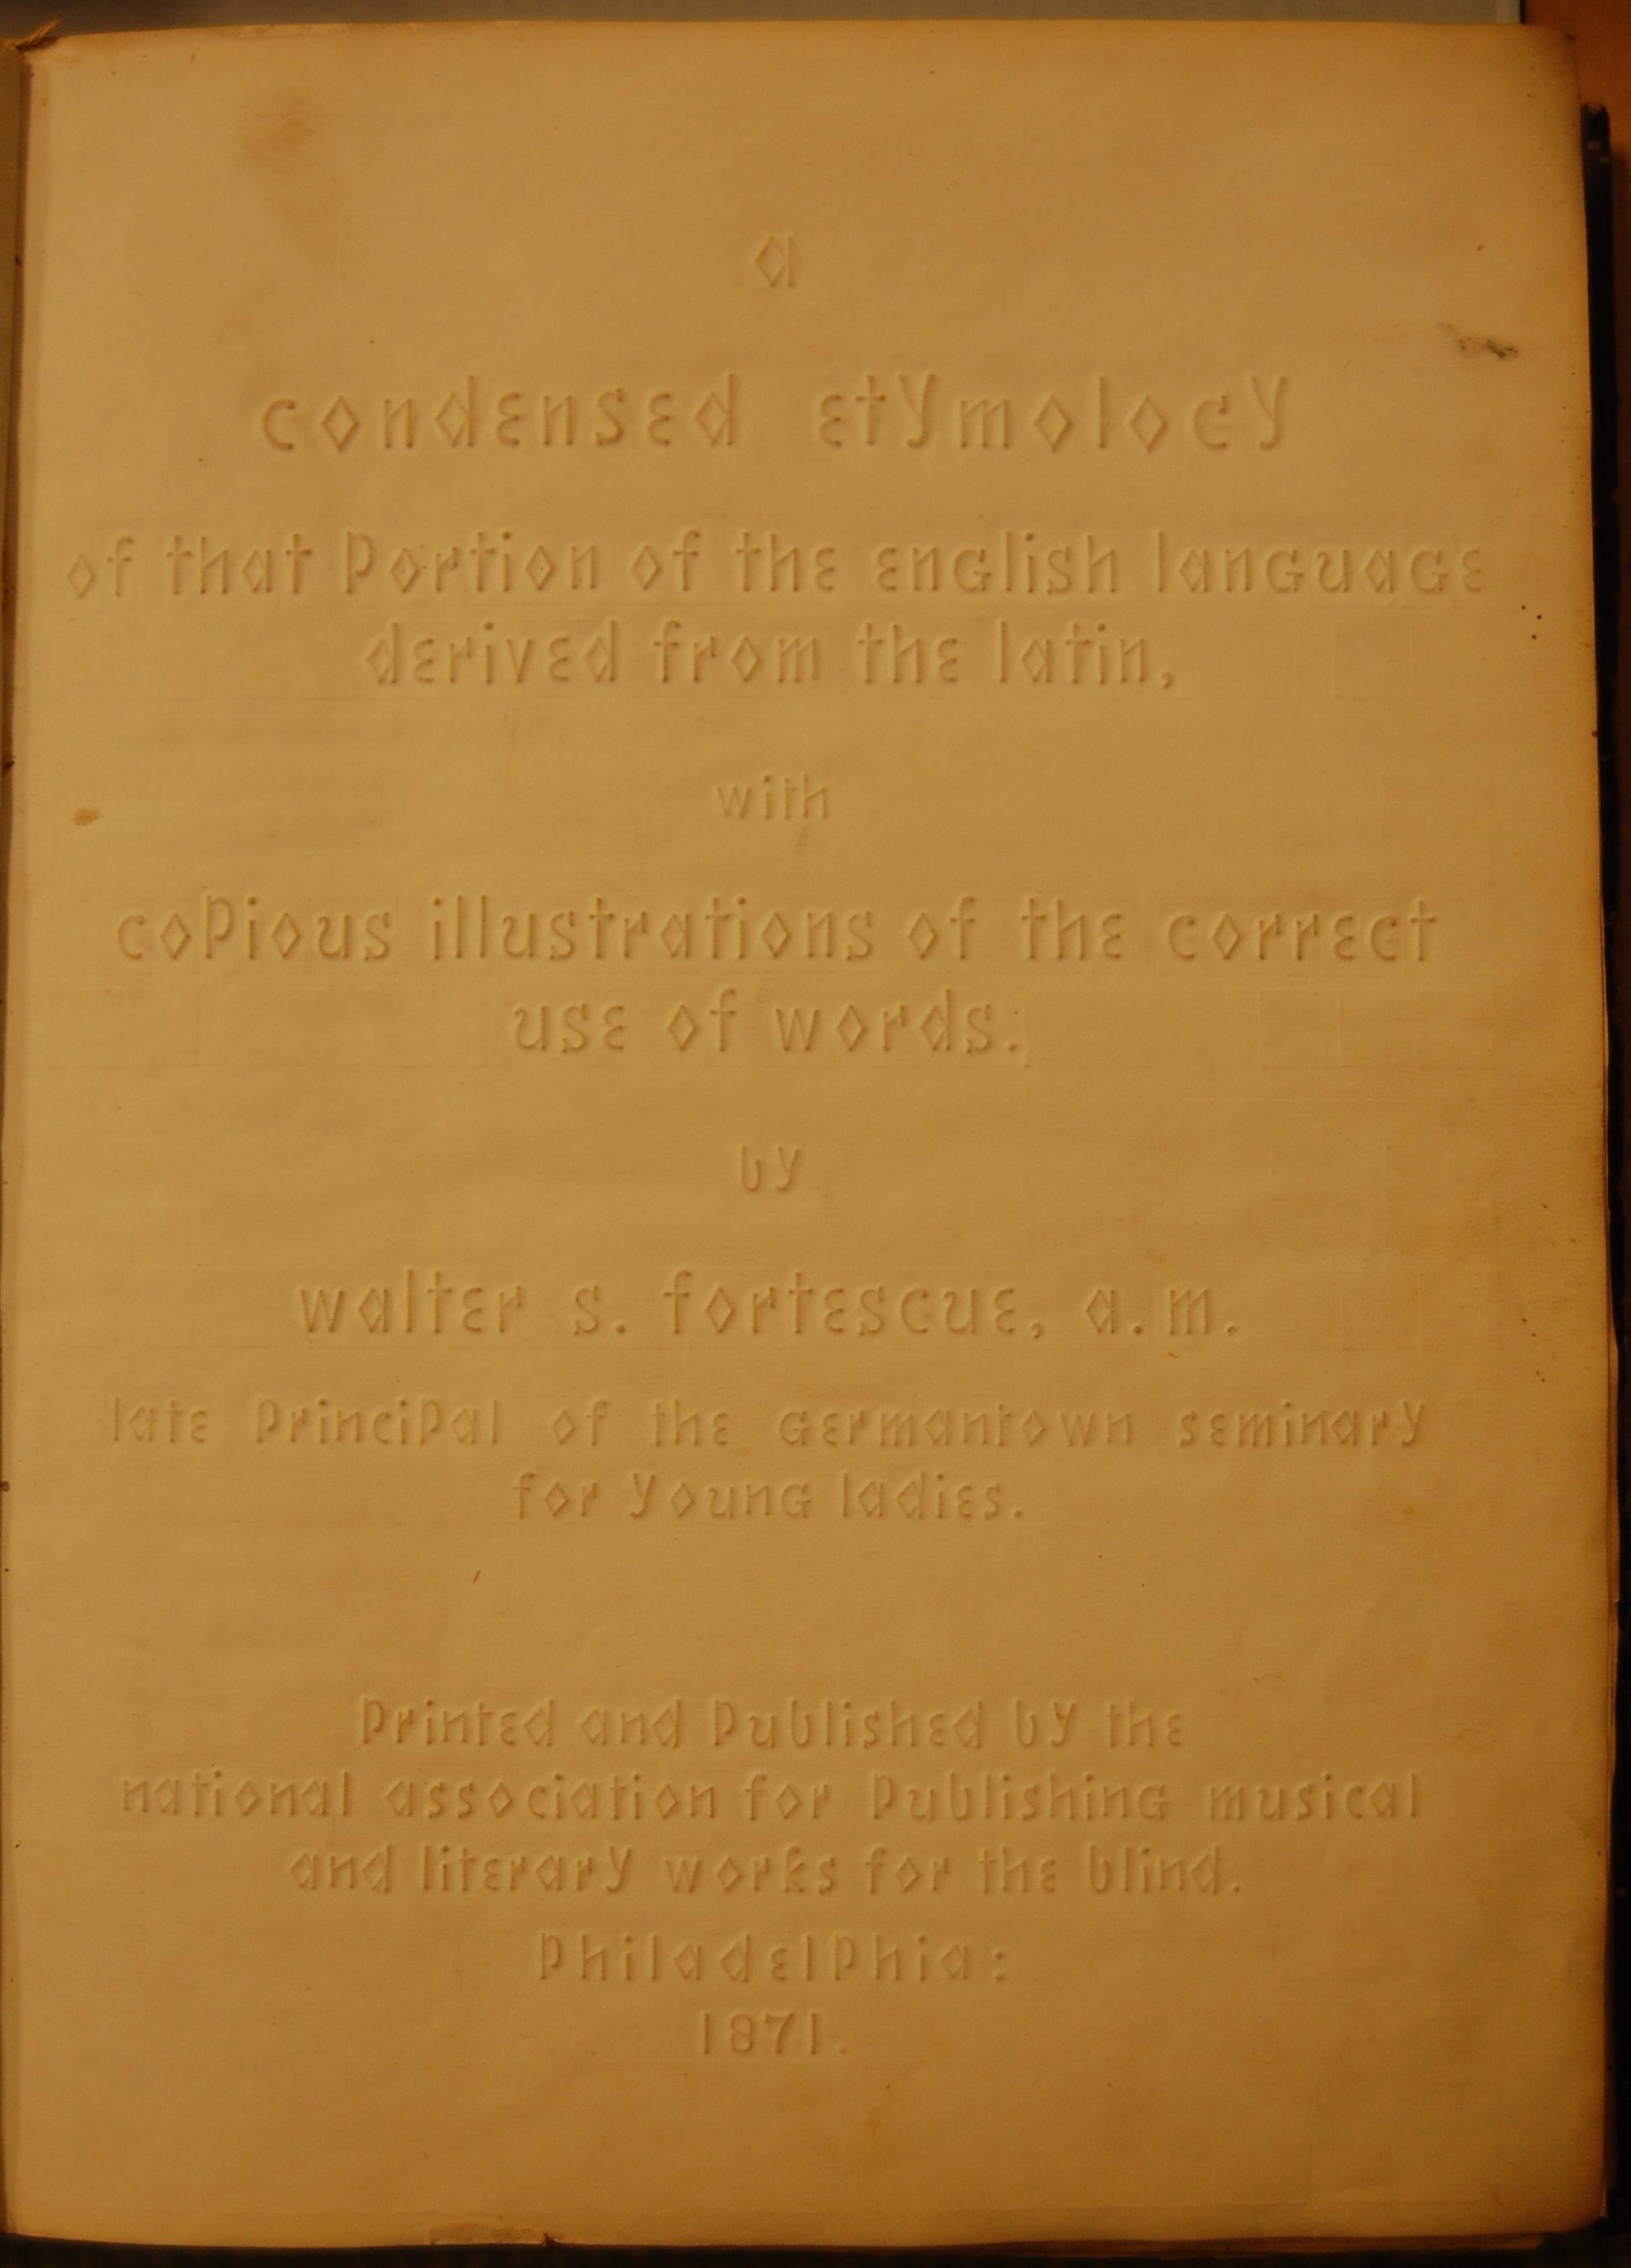 a
condensed etymology
of that portion of the english language
derived from the latin,
with
copious illustrations of the correct
use of words.
by
walter s. fortescue, a.m.
late principal of the germantown seminary
for young ladies.
printed and published by the
national association for publishing musical
and literary works for the blind.
philadelphia:
1871.